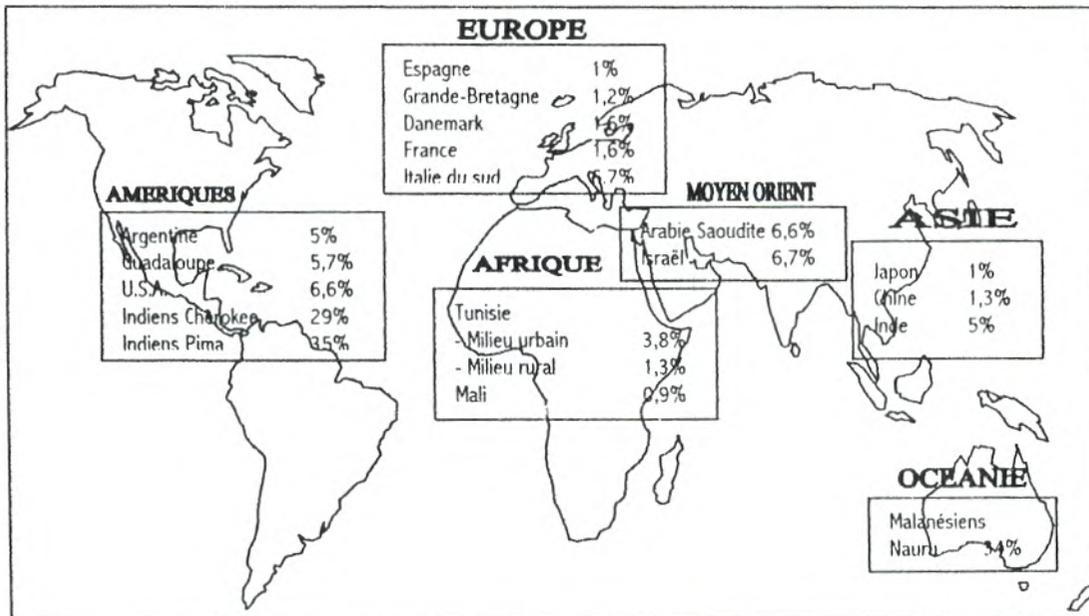 EUROPE
Espagne 1%
Grande-Bretagne 1,2%
Danemark 1,6%
France 1,6%
Italie du sud
AMERIQUES
Argentine 5%
Guadaloupe 5,7%
U.S.A. 6,6%
Indiens Cherokee 29%
Indiens Pima 35%
AFRIQUE
Tunisie
- Milieu urbain 3,8%
- Milieu rural 1,3%
Mali 0,9%
MOYEN ORIENT
Arabie Saoudite 6,6%
Israël 6,7%
ASIE
Japon 1%
Chine 1,3%
Inde 5%
OCEANIE
Malanésiens
Nauru